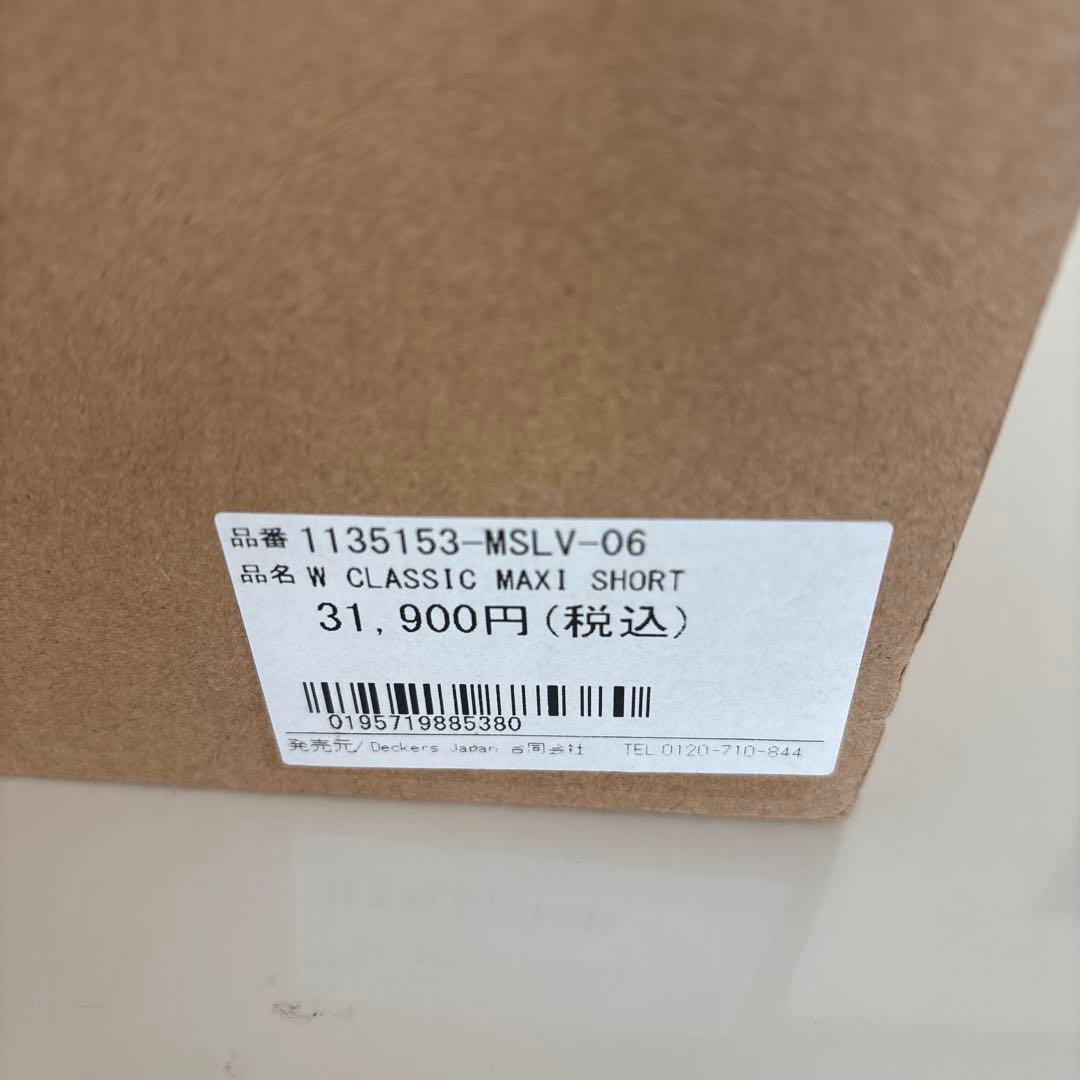 品番 1135153-MSLV-06
品名 W CLASSIC MAXI SHORT
31,900円(税込)
0195719885380
発売元/ Deckers Japan 合同会社 TEL 0120-710-844